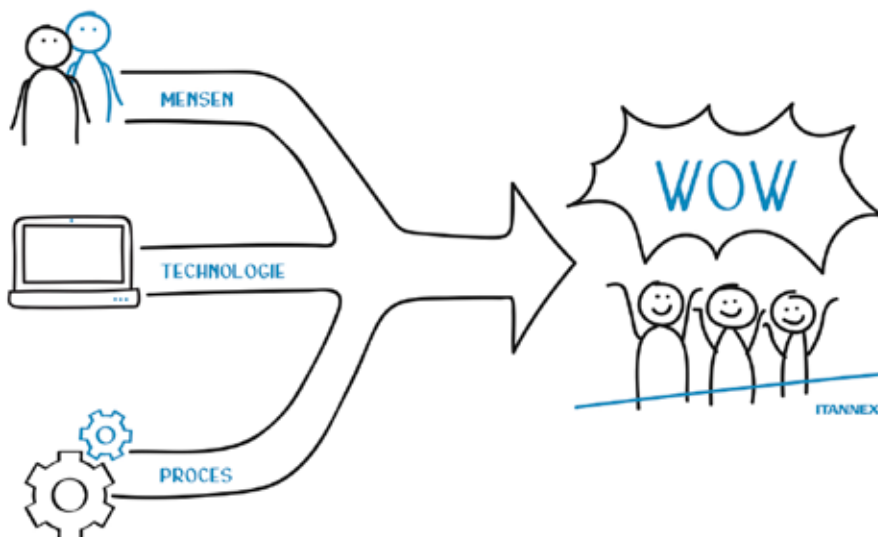 MENSEN
TECHNOLOGIE
PROCES
WOW
ITANNEX